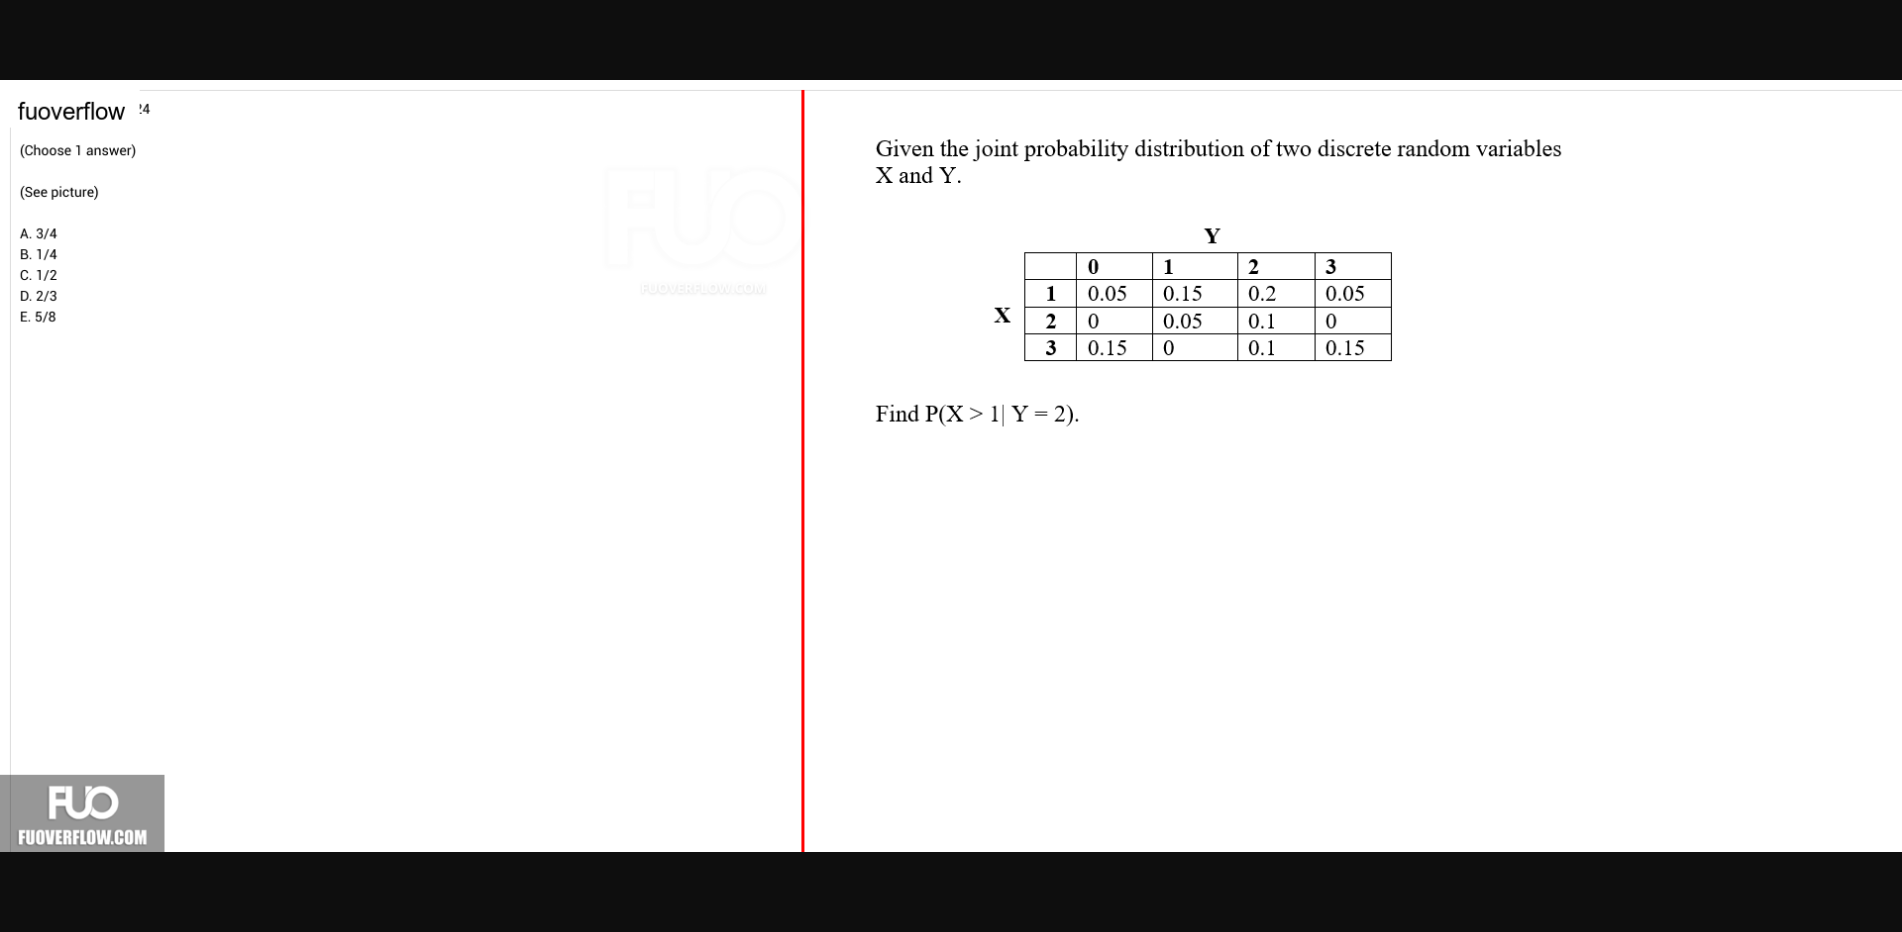 fuoverflow
(Choose 1 answer)
(See picture)
A. 3/4
B. 1/4
C. 1/2
D. 2/3
E. 5/8
FUO
FUOVERFLOW.COM
Given the joint probability distribution of two discrete random variables
X and Y.
Y
0 1 2 3
1 0.05 0.15 0.2 0.05
X
2 0 0.05 0.1 0
3 0.15 0 0.1 0.15
Find P(X > 1| Y = 2).
FUO
FUOVERFLOW.COM